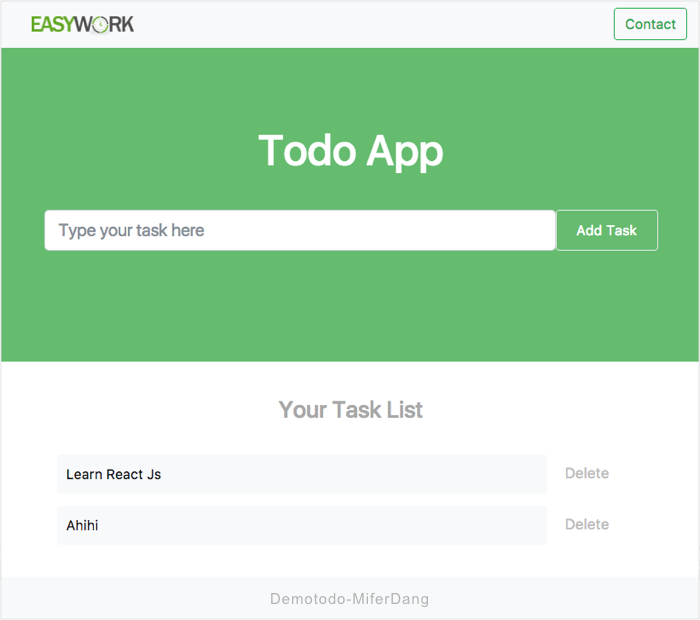 EASYWORK
Contact
Todo App
Type your task here
Add Task
Your Task List
Learn React Js
Delete
Ahihi
Delete
Demotodo-MiferDang